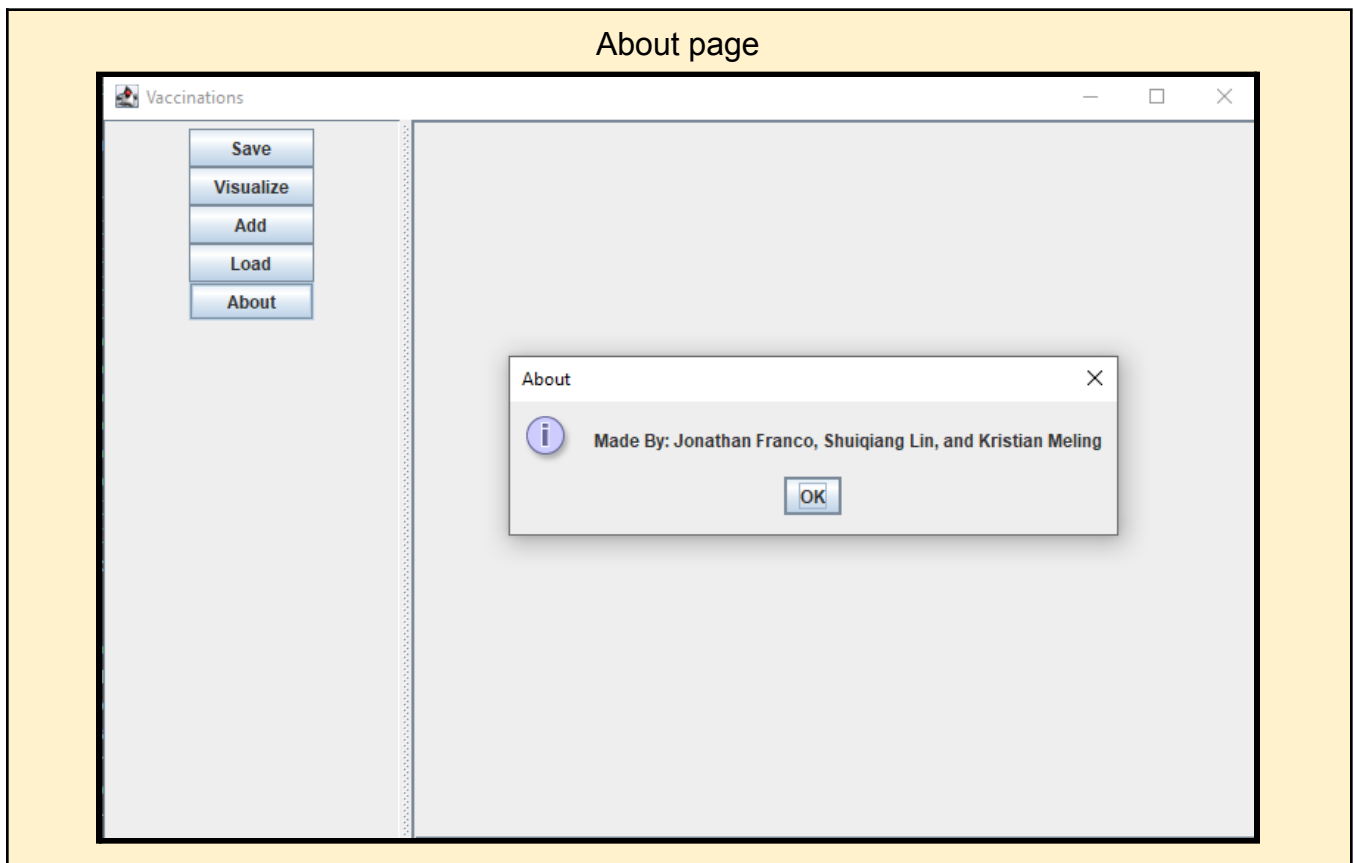 About page
Vaccinations
Save
Visualize
Add
Load
About
About
i
Made By: Jonathan Franco, Shuiqiang Lin, and Kristian Meling
OK